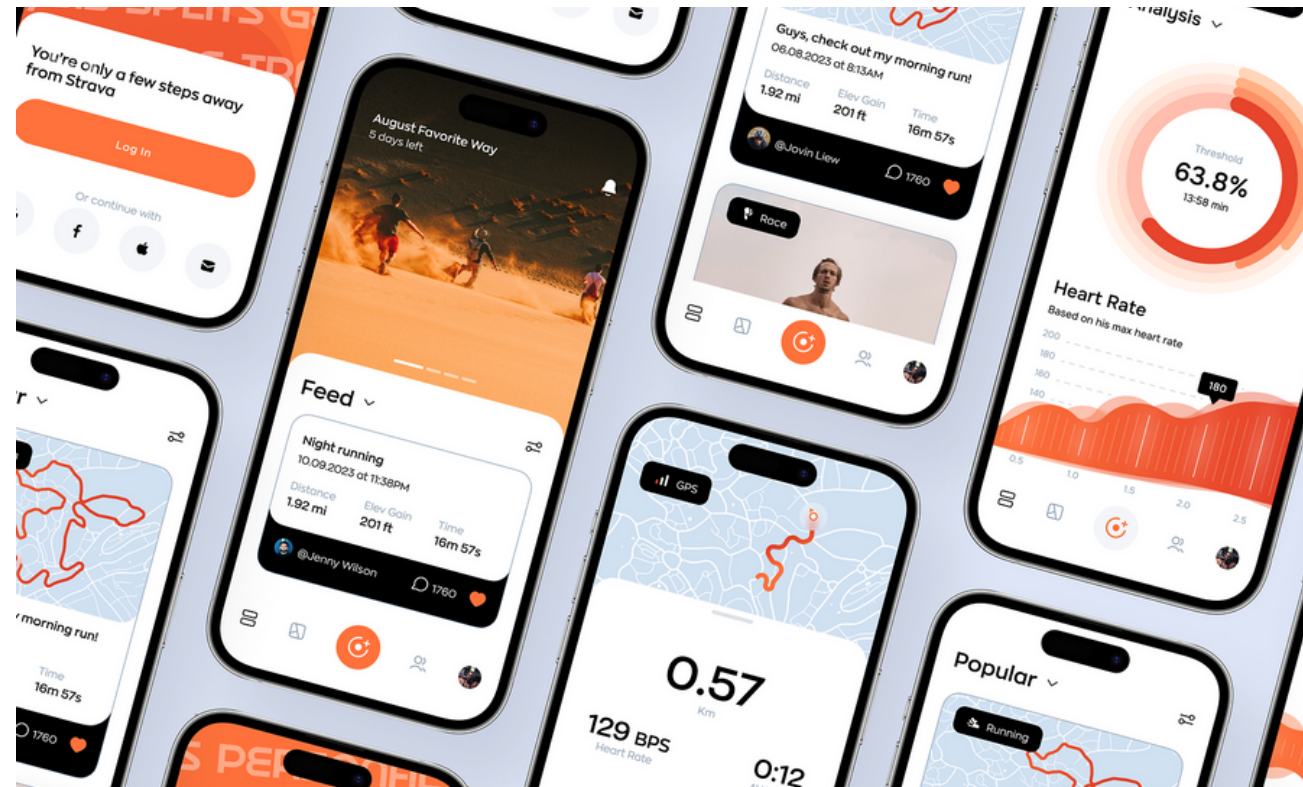 SPLITS G
TR
You're only a few steps away
from Strava
Log In
Or continue with
August Favorite Way
5 days left
Feed
Night running
10.09.2023 at 11:38PM
Distance
Elev Gain
Time
1.92 mi
201 ft
16m 57s
@Jenny Wilson
1760
Guys, check out my morning run!
06.08.2023 at 8:13AM
Distance
Elev Gain
Time
1.92 mi
201 ft
16m 57s
@Jovin Liew
1760
Race
Analysis
Threshold
63.8%
13:58 min
Heart Rate
Based on his max heart rate
200
180
160
140
180
0.5
1.0
1.5
2.0
2.5
r
morning run!
Time
16m 57s
1760
S PER
GPS
0.57
Km
129 BPS
Heart Rate
0:12
Popular
Running